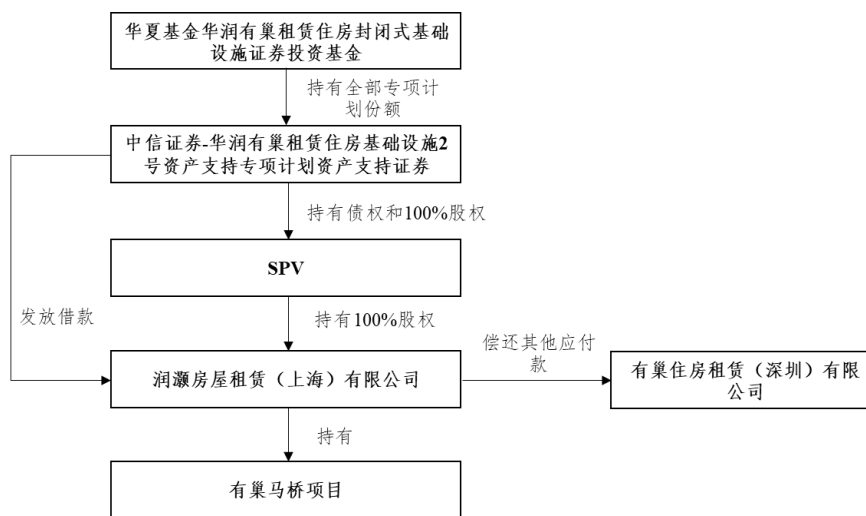 华夏基金华润有巢租赁住房封闭式基础
设施证券投资基金
持有全部专项计
划份额
中信证券-华润有巢租赁住房基础设施2
号资产支持专项计划资产支持证券
持有债权和100%股权
SPV
发放借款
持有100%股权
偿还其他应付
款
润灏房屋租赁（上海）有限公司
有巢住房租赁（深圳）有限
公司
持有
有巢马桥项目